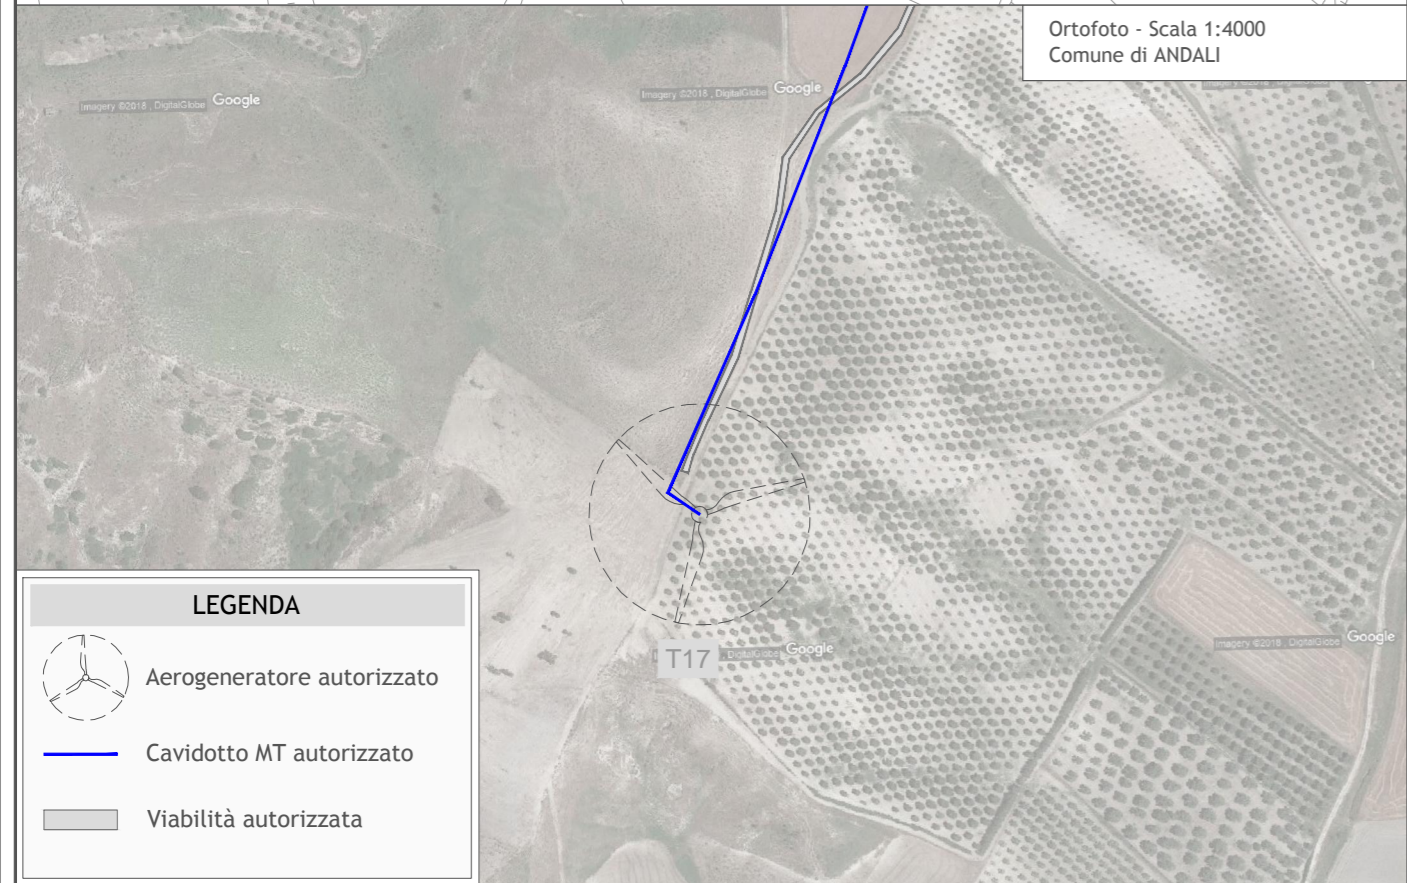 Ortofoto - Scala 1:4000
Comune di ANDALI
Imagery ©2018 , DigitalGlobe Google
Imagery ©2018 , DigitalGlobe Google
T17
, DigitalGlobe Google
Imagery ©2018 , DigitalGlobe Google
LEGENDA
Aerogeneratore autorizzato
Cavidotto MT autorizzato
Viabilità autorizzata